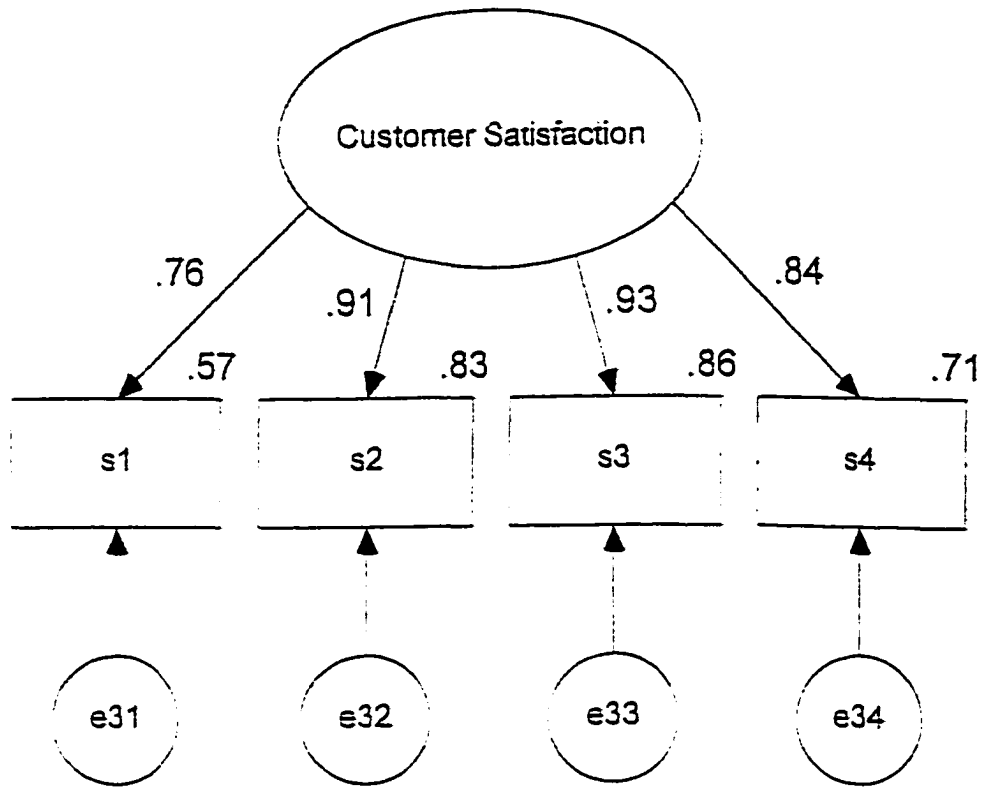 Customer Satisfaction
.76
.91
.93
.84
.57
.83
.86
.71
s1
s2
s3
s4
e31
e32
e33
e34